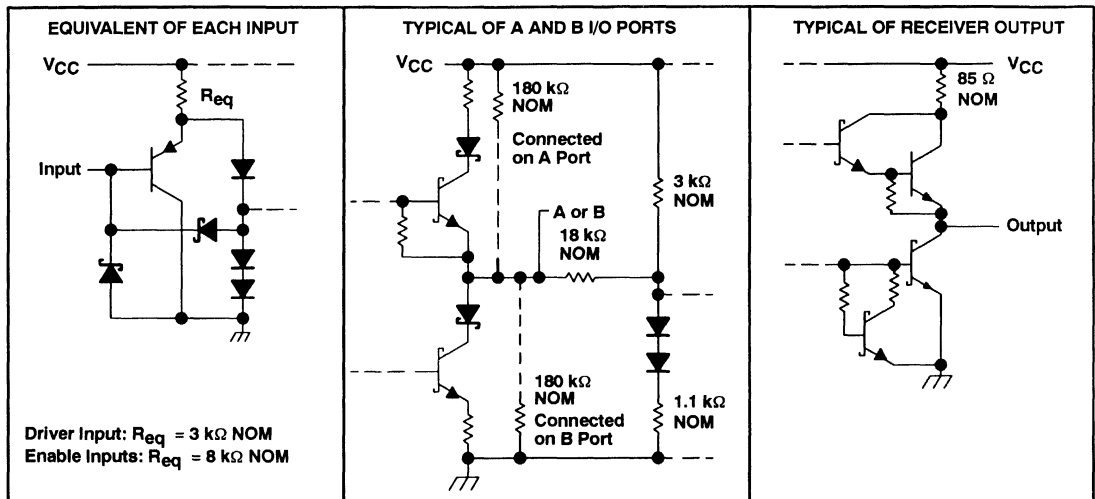 EQUIVALENT OF EACH INPUT
VCC
Req
Input
Driver Input: Req = 3 kΩ NOM
Enable Inputs: Req = 8 kΩ NOM
TYPICAL OF A AND B I/O PORTS
VCC
180 kΩ
NOM
Connected
on A Port
3 kΩ
NOM
A or B
18 kΩ
NOM
180 kΩ
NOM
Connected
on B Port
1.1 kΩ
NOM
TYPICAL OF RECEIVER OUTPUT
VCC
85 Ω
NOM
Output